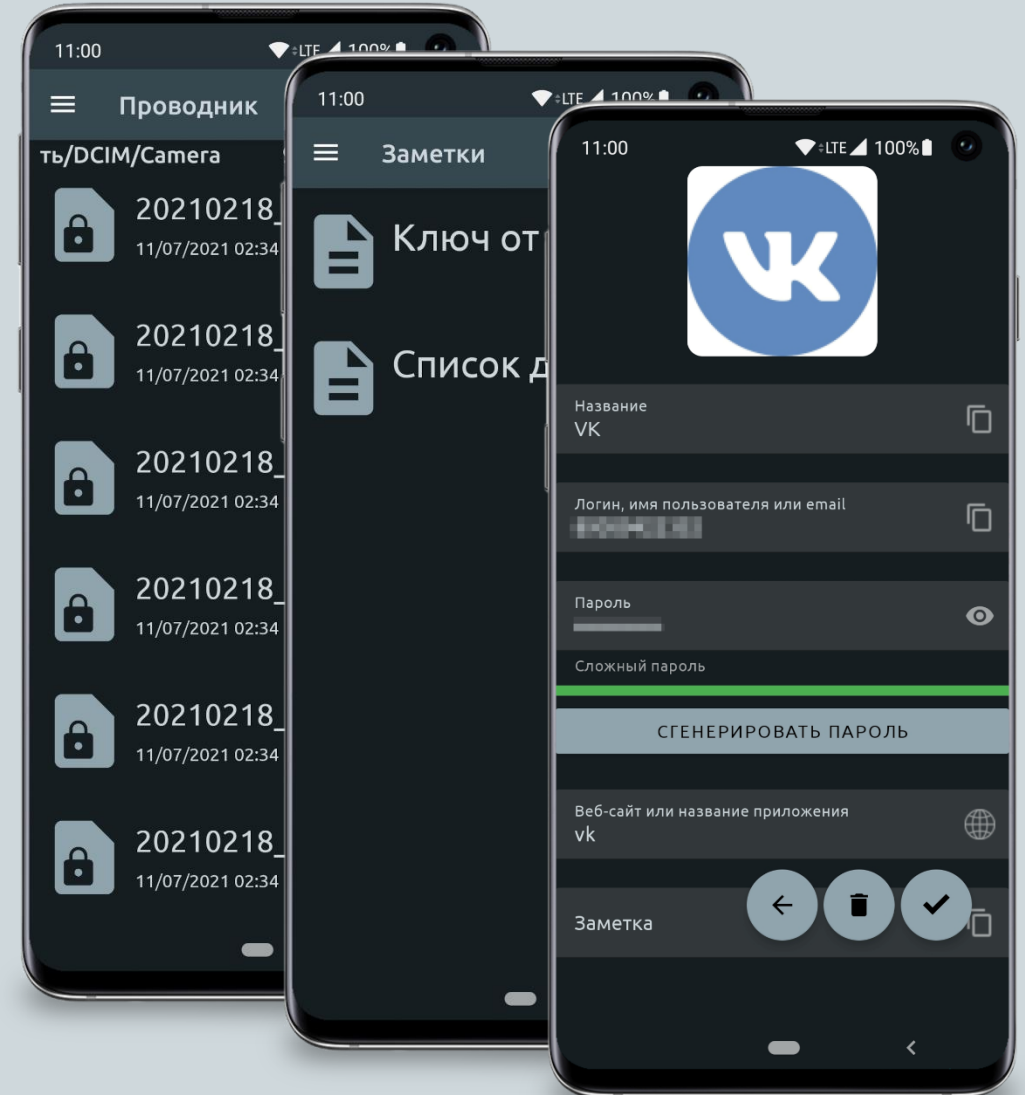 11:00 LTE 100%
Проводник
ть/DCIM/Camera
20210218_
11/07/2021 02:34
20210218_
11/07/2021 02:34
20210218_
11/07/2021 02:34
20210218_
11/07/2021 02:34
20210218_
11/07/2021 02:34
20210218_
11/07/2021 02:34
11:00 LTE 100%
Заметки
Ключ от
Список д
11:00 LTE 100%
VK
Название
VK
Логин, имя пользователя или email
Пароль
Сложный пароль
СГЕНЕРИРОВАТЬ ПАРОЛЬ
Веб-сайт или название приложения
vk
Заметка